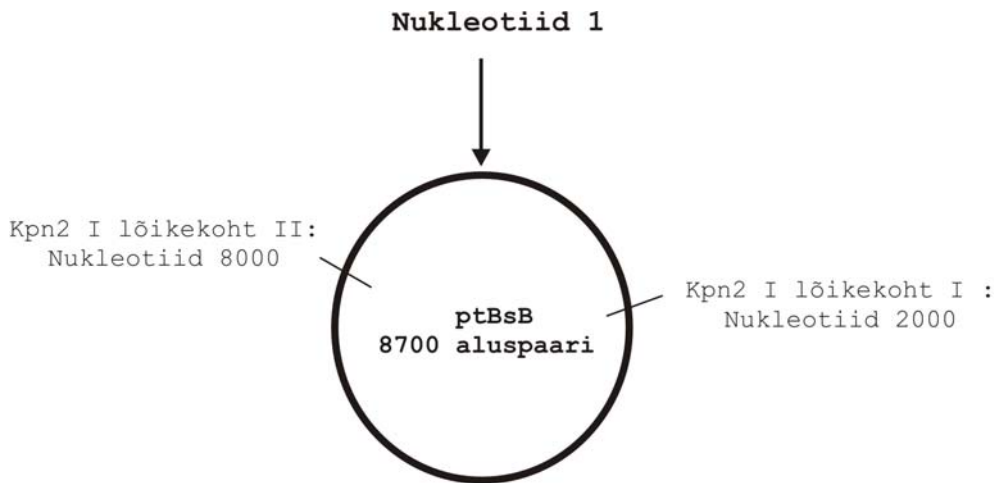 Nukleotiid 1
Kpn2 I lõikekoht II:
Nukleotiid 8000
Kpn2 I lõikekoht I :
Nukleotiid 2000
ptBsB
8700 aluspaari